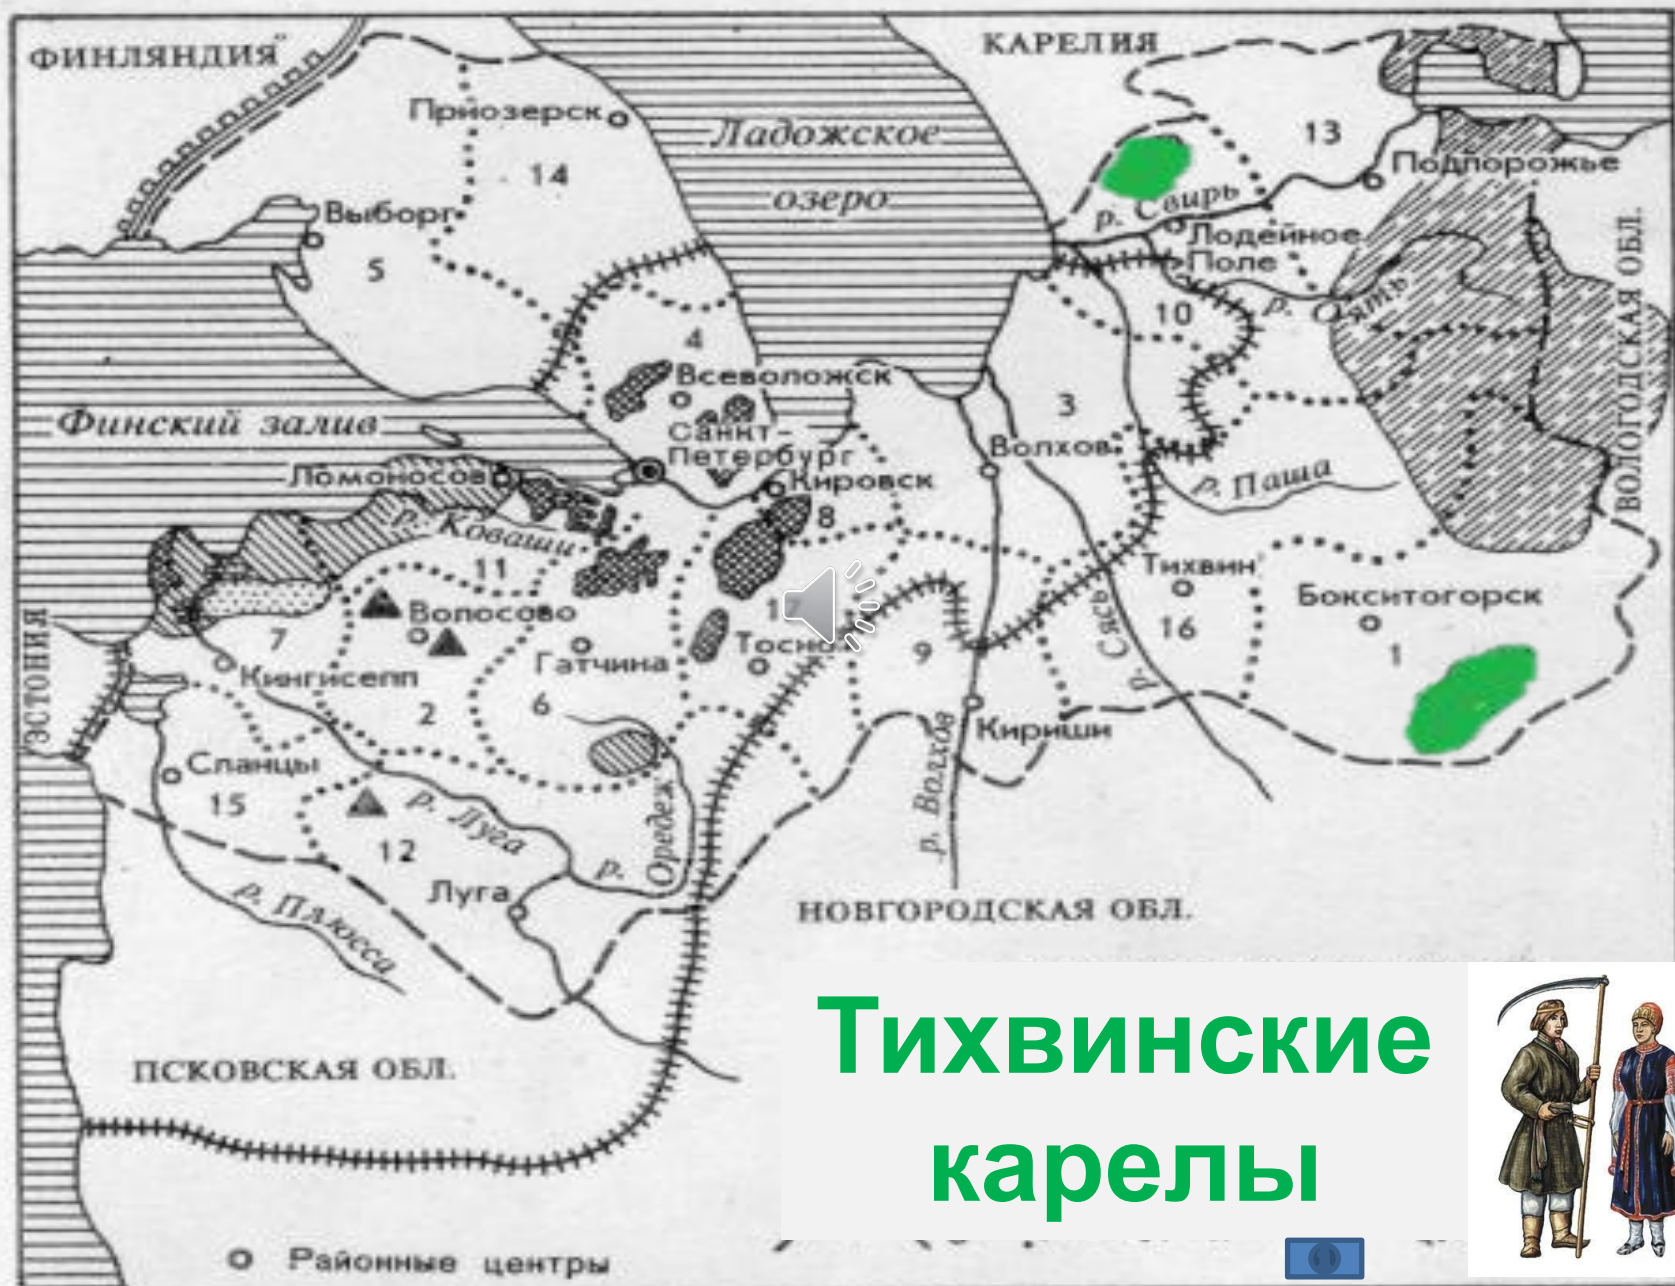 ФИНЛЯНДИЯ
КАРЕЛИЯ
Приозерск
Ладожское
озеро
13
Подпорожье
14
Выборг
р. Свирь
Лодейное
Поле
5
р. Оять
10
ВОЛОГОДСКАЯ ОБЛ.
4
Всеволожск
3
Финский залив
Санкт-
Петербург
Волхов
Ломоносов
Кировск
р. Паша
8
р. Коваши
11
Тихвин
Волосово
17
Бокситогорск
7
Гатчина
Тосно
9
р. Сясь
16
1
ЭСТОНИЯ
Кингисепп
2
6
Кириши
Сланцы
15
р. Луга
р. Оредеж
р. Волхов
12
Луга
р. Плюсса
НОВГОРОДСКАЯ ОБЛ.
ПСКОВСКАЯ ОБЛ.
Тихвинские
карелы
Районные центры